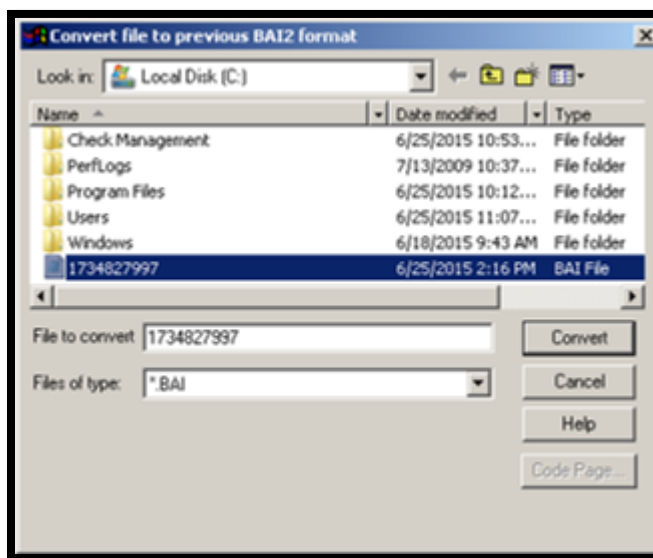 Convert file to previous BAI2 format
Look in: Local Disk (C:)
Name Date modified Type
Check Management 6/25/2015 10:53... File folder
PerfLogs 7/13/2009 10:37... File folder
Program Files 6/25/2015 10:12... File folder
Users 6/25/2015 11:07... File folder
Windows 6/18/2015 9:43 AM File folder
1734827997 6/25/2015 2:16 PM BAI File
File to convert 1734827997 Convert
Files of type: *.BAI Cancel
Help
Code Page...